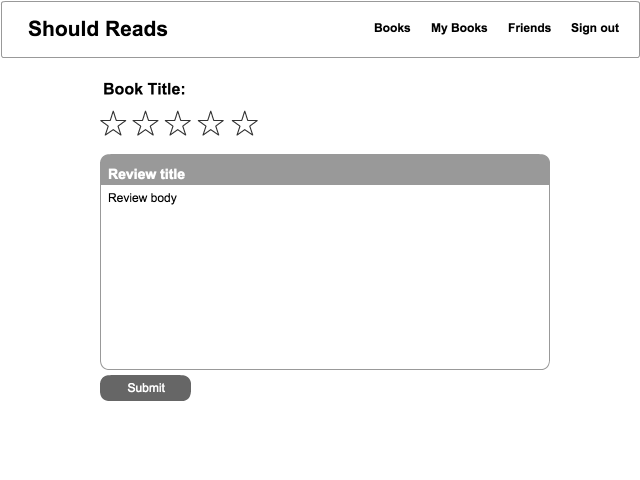 Should Reads
Books My Books Friends Sign out
Book Title:
Review title
Review body
Submit